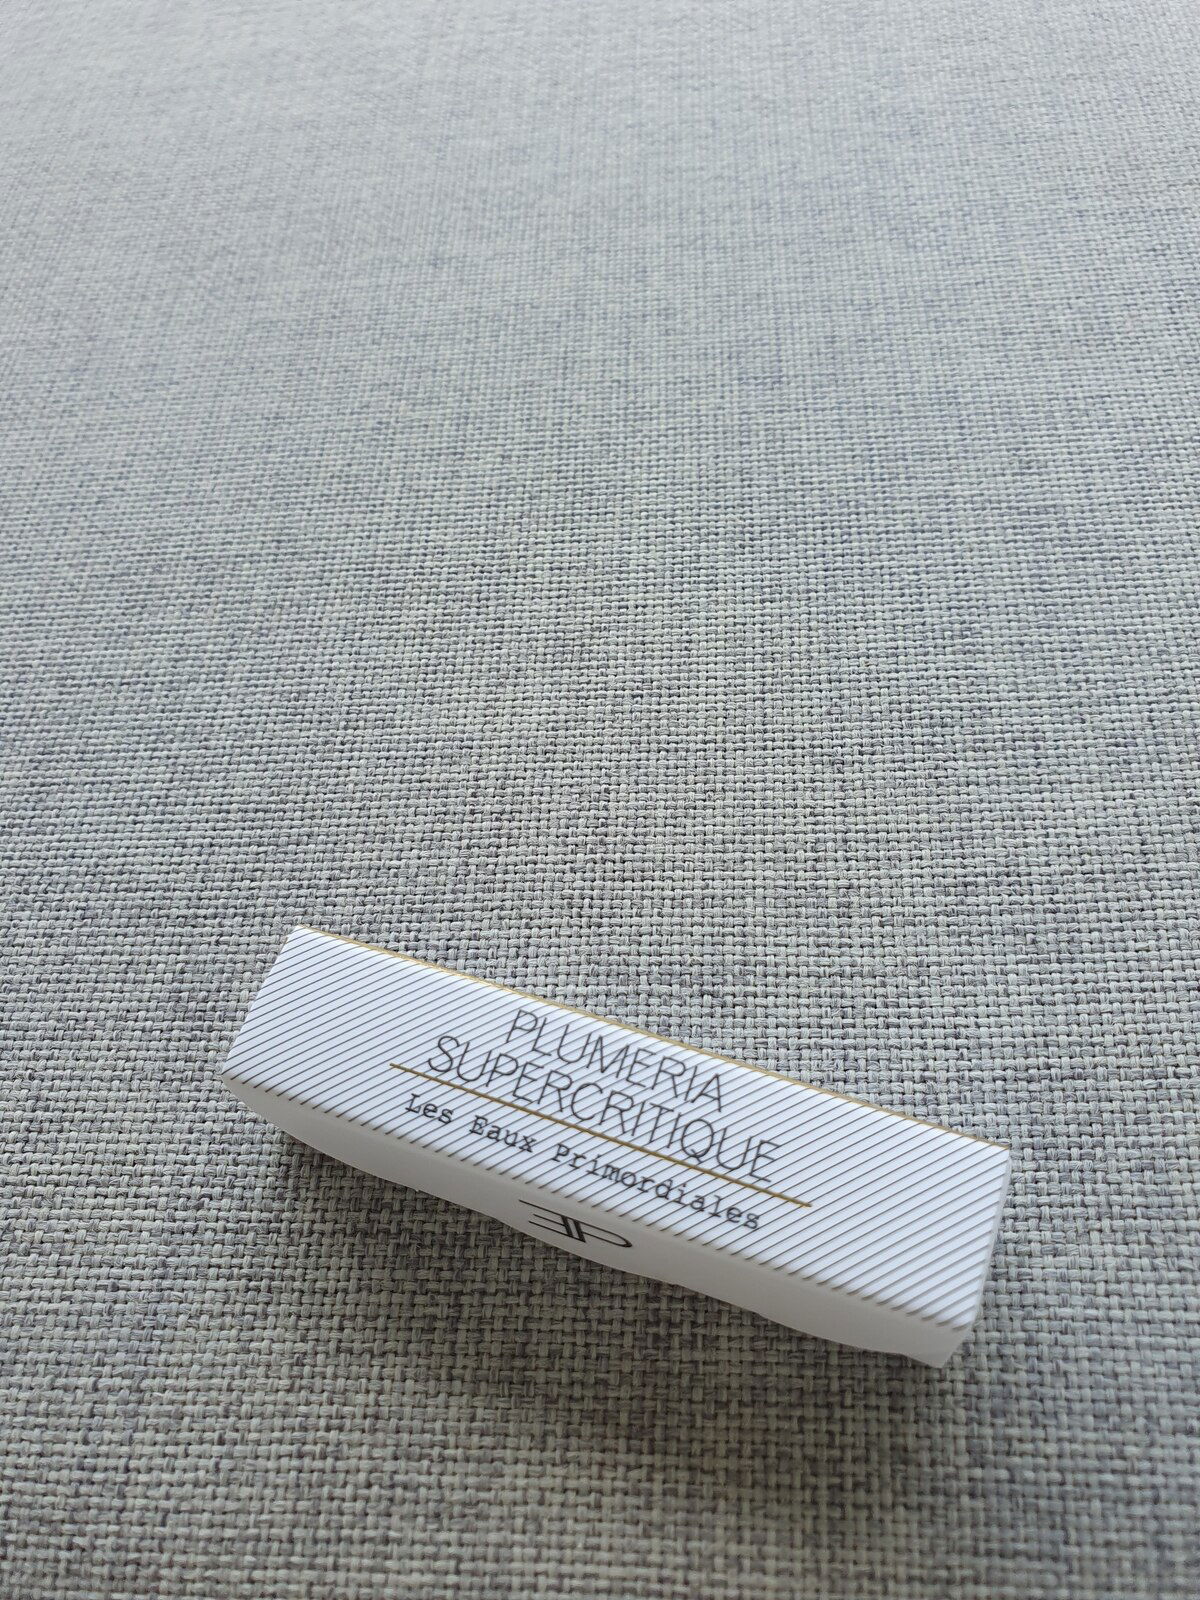 PLUMERIA
SUPERCRITIQUE
Les Eaux Primordiales